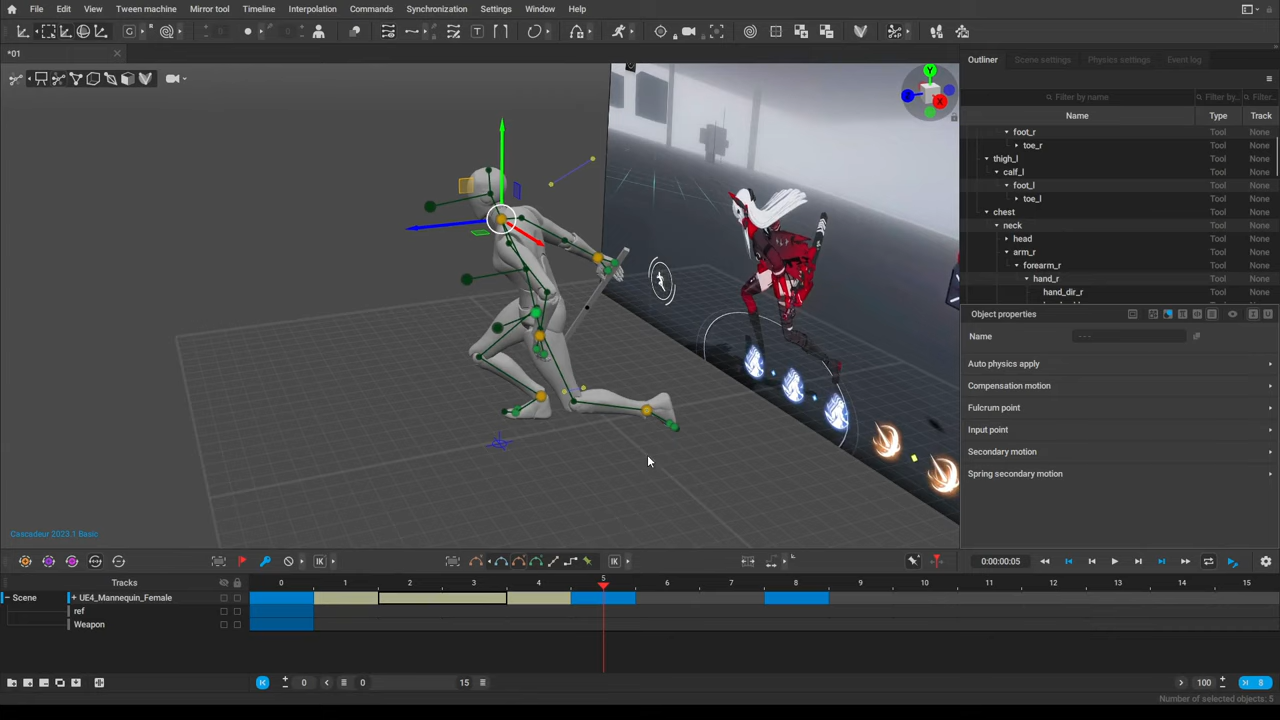 File Edit View Tween machine Mirror tool Timeline Interpolation Commands Synchronization Settings Window Help
*01
Outliner Scene settings Physics settings Event log
Filter by name Filter by... Filter...
Name Type Track
foot_r Tool None
toe_r Tool None
thigh_l Tool None
calf_l Tool None
foot_l Tool None
toe_l Tool None
chest Tool None
neck Tool None
head Tool None
arm_r Tool None
forearm_r Tool None
hand_r Tool None
hand_dir_r Tool None
Object properties
Name ---
Auto physics apply
Compensation motion
Fulcrum point
Input point
Secondary motion
Spring secondary motion
Y
Z
X
Cascadeur 2023.1 Basic
IK IK 0:00:00:05
Tracks 0 1 2 3 4 5 6 7 8 9 10 11 12 13 14 15
Scene + UE4_Mannequin_Female
ref
Weapon
0 0 15 100 8
Number of selected objects: 5